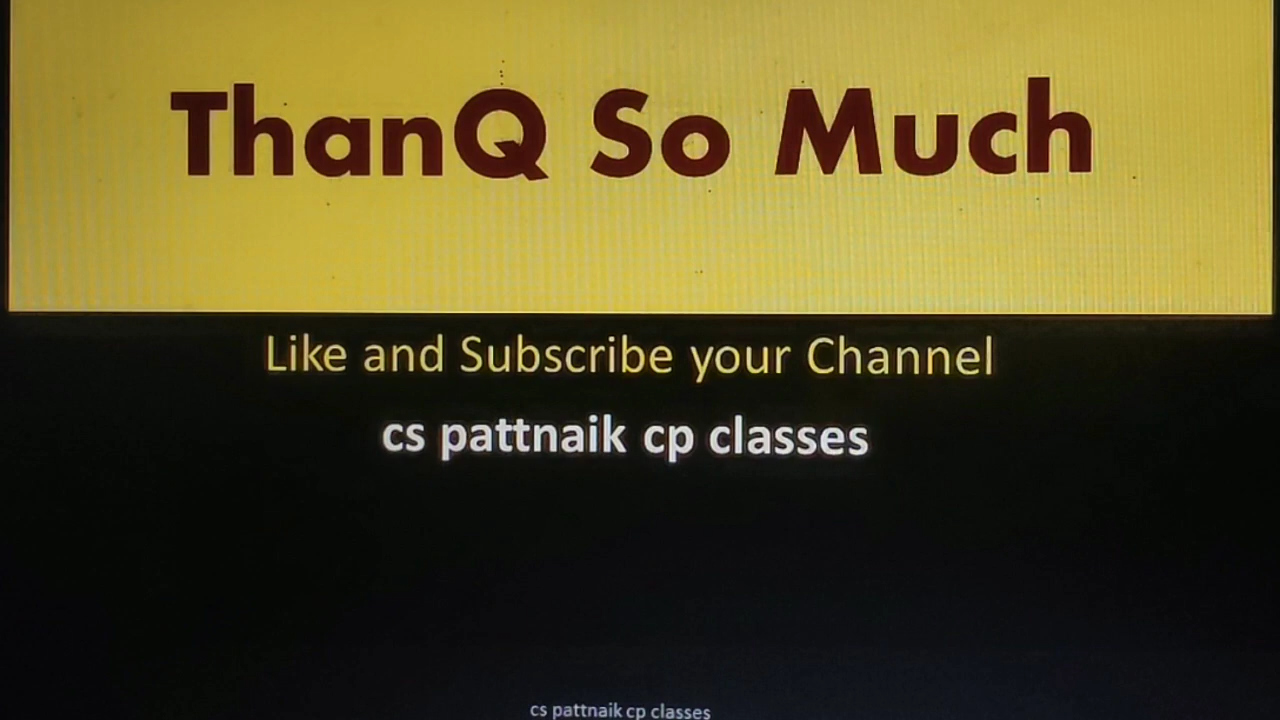 ThanQ So Much
Like and Subscribe your Channel
cs pattnaik cp classes
cs pattnaik cp classes